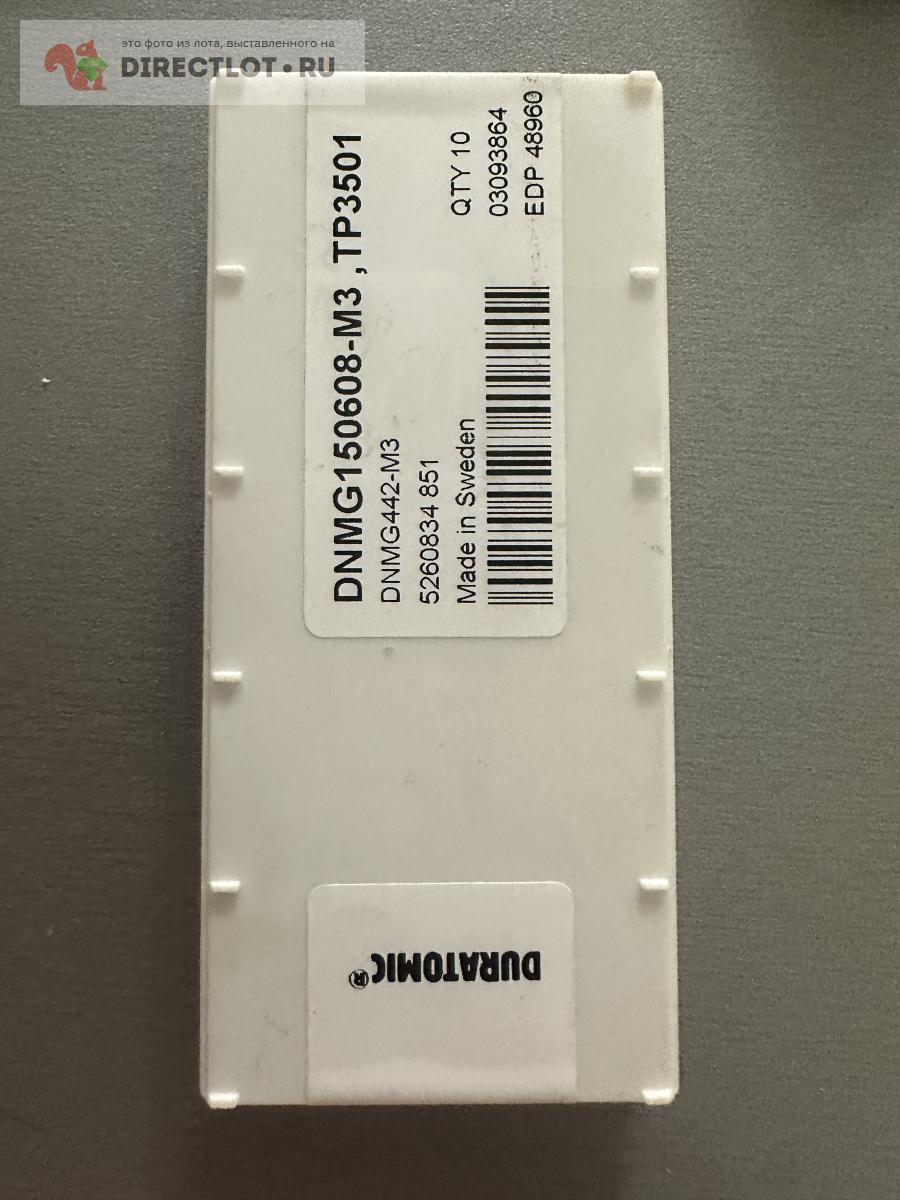 это фото из лота, выставленного на
DIRECTLOT.RU
DNMG150608-M3 ,TP3501
DNMG442-M3
5260834 851
Made in Sweden
QTY 10
03093864
EDP 48960
DURATOMIC®